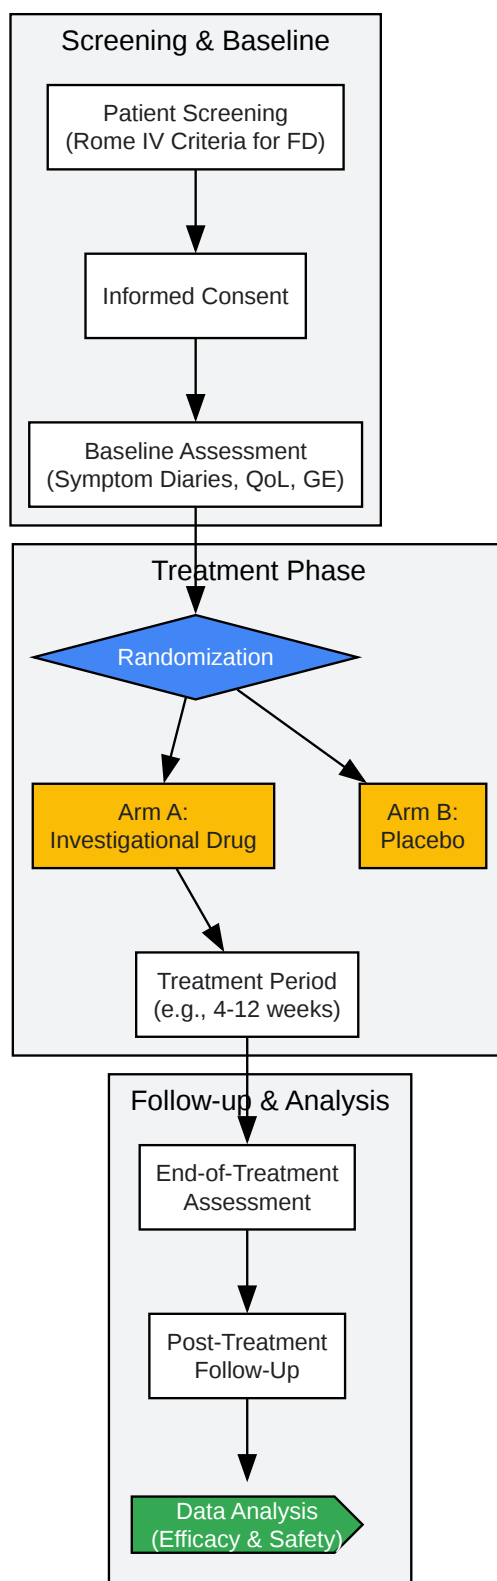 Screening & Baseline
Patient Screening
(Rome IV Criteria for FD)
Informed Consent
Baseline Assessment
(Symptom Diaries, QoL, GE)
Treatment Phase
Randomization
Arm A:
Investigational Drug
Arm B:
Placebo
Treatment Period
(e.g., 4-12 weeks)
Follow-up & Analysis
End-of-Treatment
Assessment
Post-Treatment
Follow-Up
Data Analysis
(Efficacy & Safety)